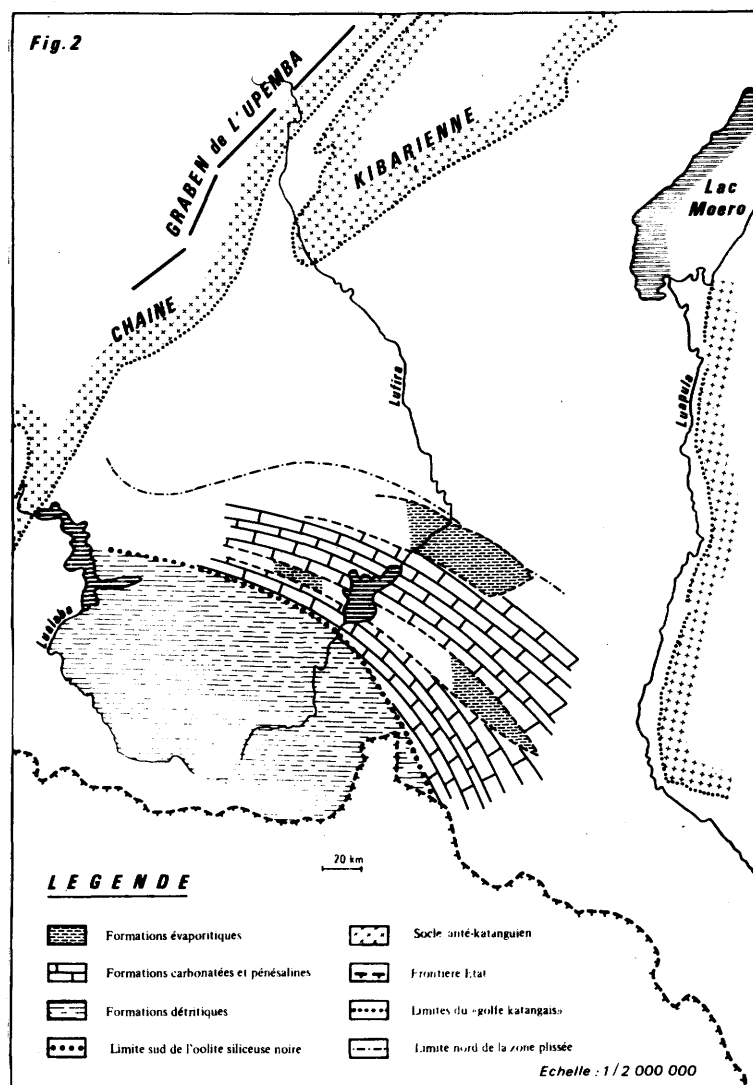 Fig.2
GRABEN de L'UPEMBA
KIBARIENNE
Lac
Moero
CHAINE
Lufira
Luapula
Lualaba
20 km
LEGENDE
Formations évaporitiques
Formations carbonatées et pénésalines
Formations détritiques
Limite sud de l'oolite siliceuse noire
Socle anté-katanguien
Frontière Etat
Limites du «golfe katangais»
Limite nord de la zone plissée
Echelle : 1/2 000 000